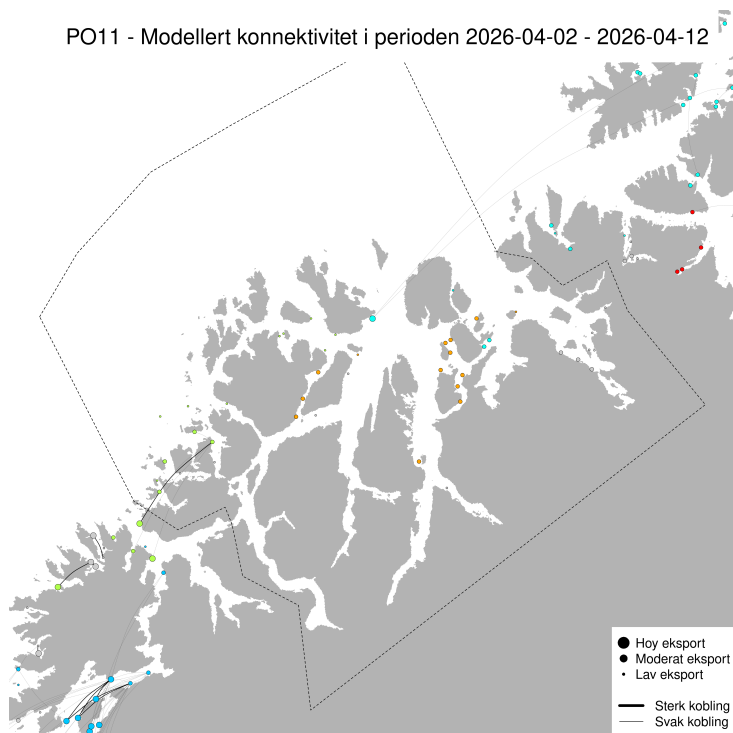 PO11 - Modellert konnektivitet i perioden 2026-04-02 - 2026-04-12
Hoy eksport
Moderat eksport
Lav eksport
Sterk kobling
Svak kobling